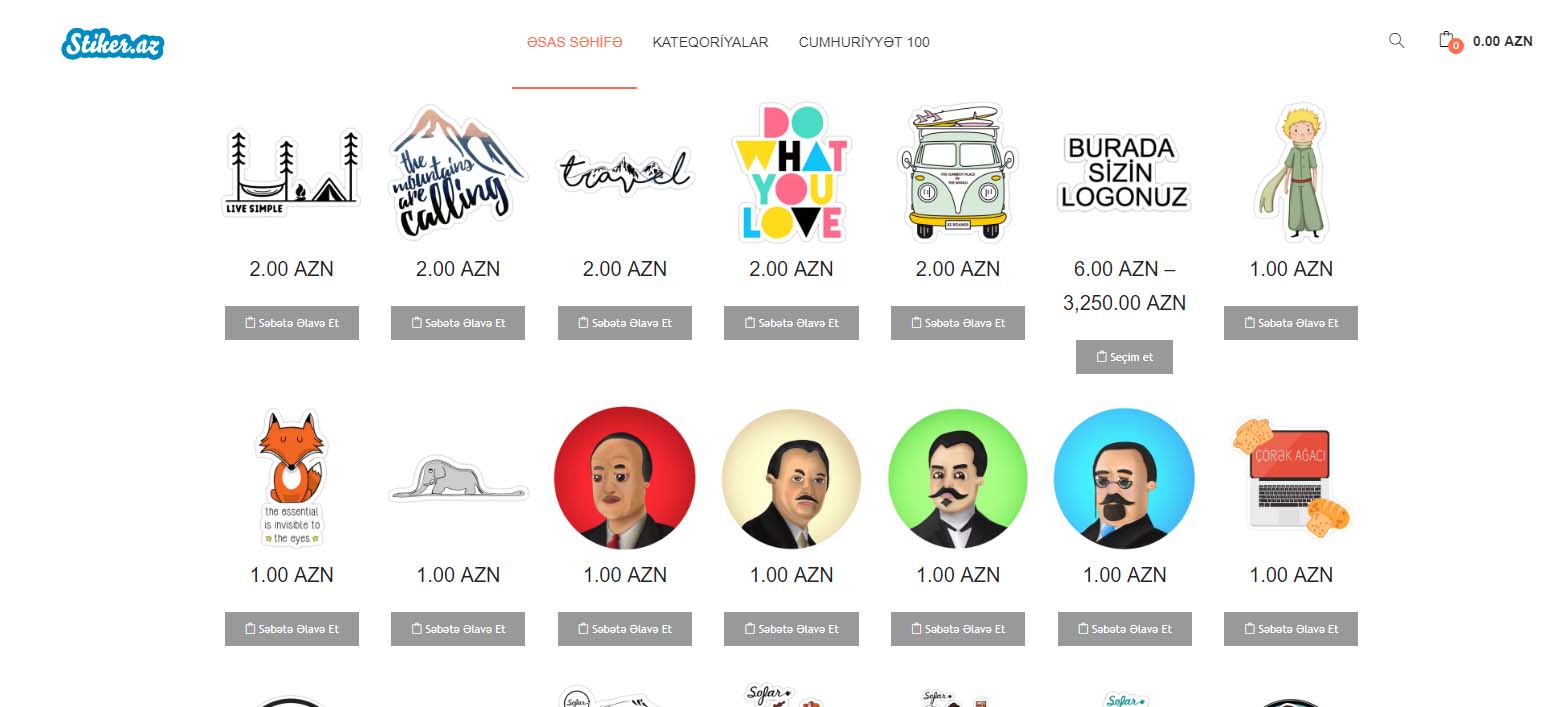 Stiker.az
ƏSAS SƏHİFƏ
KATEQORİYALAR
CUMHURİYYƏT 100
0
0.00 AZN
LIVE SIMPLE
the
mountains
are
calling
travel
DO
WHAT
YOU
LOVE
BURADA
SİZİN
LOGONUZ
2.00 AZN
2.00 AZN
2.00 AZN
2.00 AZN
2.00 AZN
6.00 AZN –
3,250.00 AZN
1.00 AZN
Səbətə Əlavə Et
Səbətə Əlavə Et
Səbətə Əlavə Et
Səbətə Əlavə Et
Səbətə Əlavə Et
Seçim et
Səbətə Əlavə Et
the essential
is invisible to
the eyes
ÇÖRƏK AĞACI
1.00 AZN
1.00 AZN
1.00 AZN
1.00 AZN
1.00 AZN
1.00 AZN
1.00 AZN
Səbətə Əlavə Et
Səbətə Əlavə Et
Səbətə Əlavə Et
Səbətə Əlavə Et
Səbətə Əlavə Et
Səbətə Əlavə Et
Səbətə Əlavə Et
Sofar
Sofar
Sofar
Sofar